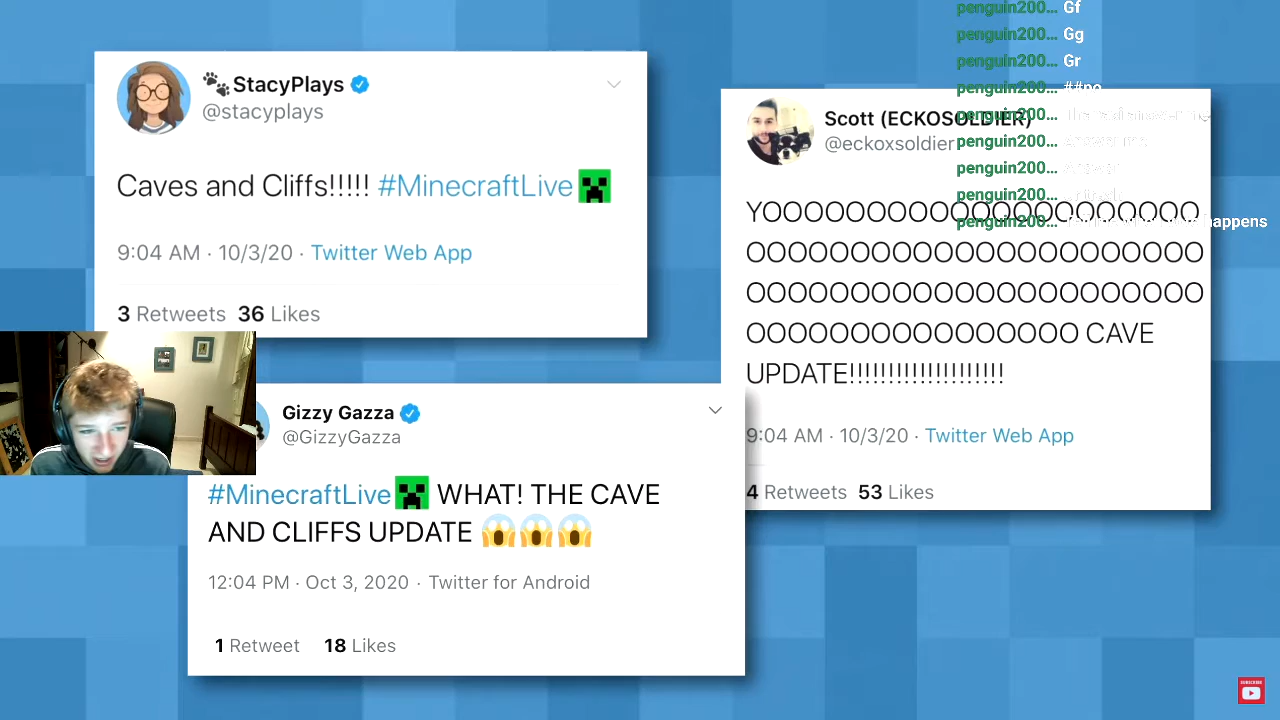 StacyPlays
@stacyplays
Caves and Cliffs!!!!! #MinecraftLive
9:04 AM · 10/3/20 · Twitter Web App
3 Retweets 36 Likes
Scott (ECKOSOLDIER)
@eckoxsoldier
YOOOOOOOOOOOOOOOOOOOOO
OOOOOOOOOOOOOOOOOOOOOO
OOOOOOOOOOOOOOOOOOOOOO
OOOOOOOOOOOOOOOO CAVE
UPDATE!!!!!!!!!!!!!!!!!!!!
9:04 AM · 10/3/20 · Twitter Web App
4 Retweets 53 Likes
Gizzy Gazza
@GizzyGazza
#MinecraftLive WHAT! THE CAVE
AND CLIFFS UPDATE 😱😱😱
12:04 PM · Oct 3, 2020 · Twitter for Android
1 Retweet 18 Likes
penguin200... Gf
penguin200... Gg
penguin200... Gr
penguin200... ##no
penguin200...
penguin200...
penguin200...
penguin200...
penguin200... happens
SUBSCRIBE